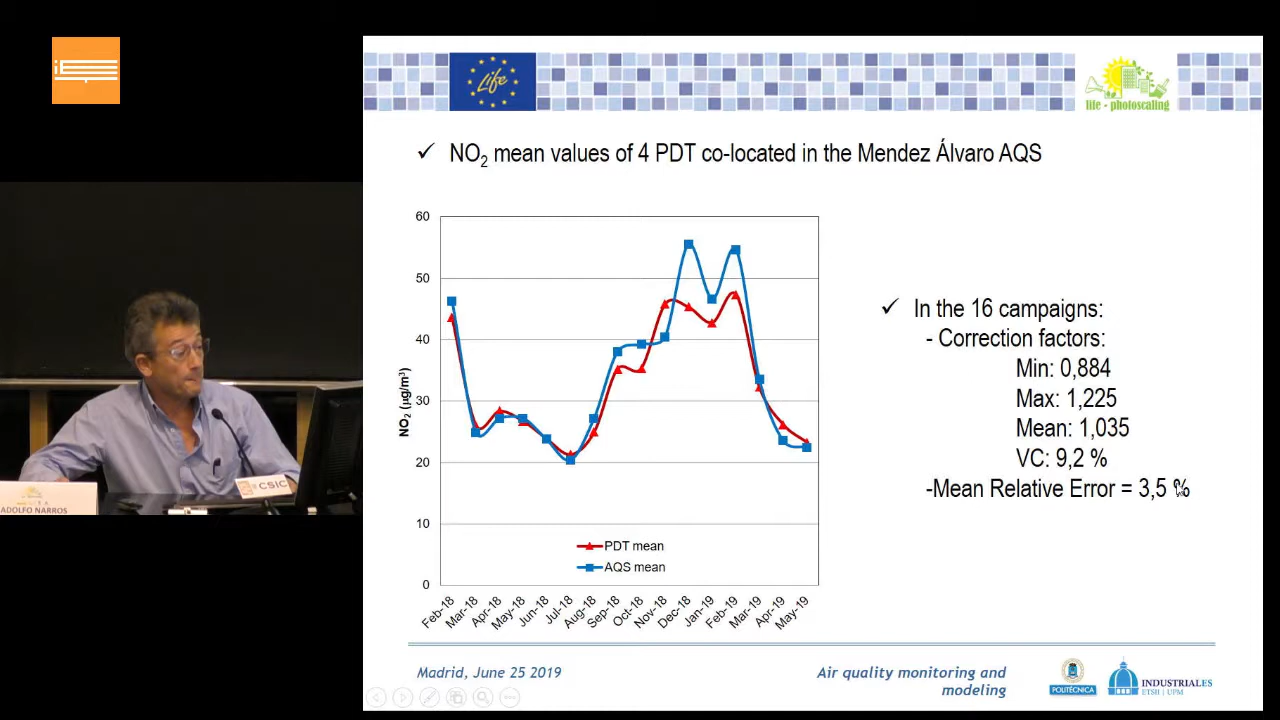 Life
life - photoscaling
✓ NO2 mean values of 4 PDT co-located in the Mendez Álvaro AQS
60
50
40
30
20
10
0
NO2 (µg/m3)
PDT mean
AQS mean
Feb-18
Mar-18
Apr-18
May-18
Jun-18
Jul-18
Aug-18
Sep-18
Oct-18
Nov-18
Dec-18
Jan-19
Feb-19
Mar-19
Apr-19
May-19
✓ In the 16 campaigns:
- Correction factors:
Min: 0,884
Max: 1,225
Mean: 1,035
VC: 9,2 %
-Mean Relative Error = 3,5 %
CSIC
ADOLFO NARROS
Madrid, June 25 2019
Air quality monitoring and
modeling
POLITÉCNICA
INDUSTRIALES
ETSII | UPM